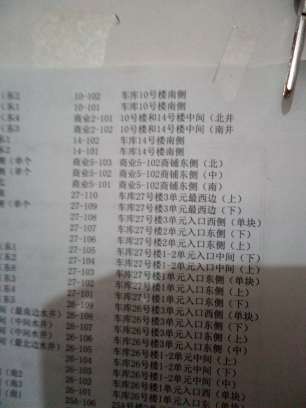 （东2 10-102 车库10号楼南侧
（东1 10-101 车库10号楼南侧
（东4 商业2-101 10号楼和14号楼中间（北井
（东3 商业2-101 10号楼和14号楼中间（南井
14-102 车库14号楼南侧
14-101 车库14号楼南侧
侧（单个 商业5-103 商业5-102商铺东侧（北）
商业5-102 商业5-102商铺东侧（中）
商业5-101 商业5-102商铺东侧（南）
27-110 车库27号楼3单元最西边（上）
侧（单个 27-109 车库27号楼3单元最西边（下）
27-108 车库27号楼3单元入口西侧（单块）
27-107 车库27号楼2单元入口东侧（下）
27-106 车库27号楼2单元入口东侧（上）
27-105 车库27号楼1-2单元入口中间（下）
27-104 车库27号楼1-2单元入口中间（上）
27-103 车库27号楼1单元入口东侧（单块）
27-102 车库27号楼1单元入口东侧（下）
27-101 车库27号楼1单元入口东侧（上）
26-108 车库26号楼3单元入口西侧（单块）
26-107 车库26号楼3单元入口东侧（下）
26-106 车库26号楼3单元入口东侧（中）
26-105 车库26号楼3单元入口东侧（上）
26-104 车库26号楼1-2单元中间（下）
26-103 车库26号楼1-2单元中间（中）
（南2 26-102 车库26号楼1-2单元中间（上）
（南1 26-101 车库26号楼1单元入口东侧（单块）
25A-106